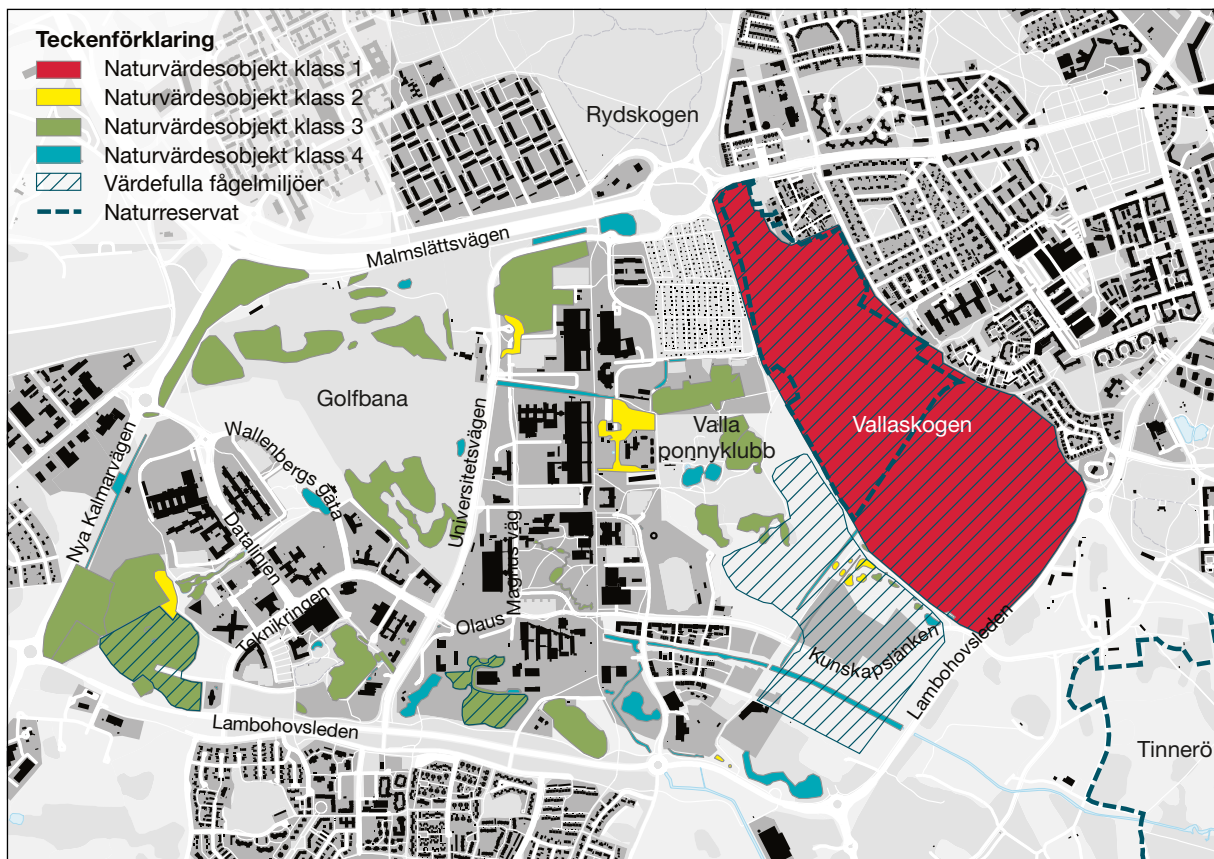 Teckenförklaring
Naturvärdesobjekt klass 1
Naturvärdesobjekt klass 2
Naturvärdesobjekt klass 3
Naturvärdesobjekt klass 4
Värdefulla fågelmiljöer
Naturreservat
Rydskogen
Malmslättsvägen
Golfbana
Wallenbergs gata
Universitetsvägen
Valla
ponnyklubb
Vallaskogen
Nya Kalmarvägen
Datalinjen
Teknikringen
Olaus Magnus väg
Kunskapslänken
Lambohovsleden
Lambohovsleden
Tinnerö